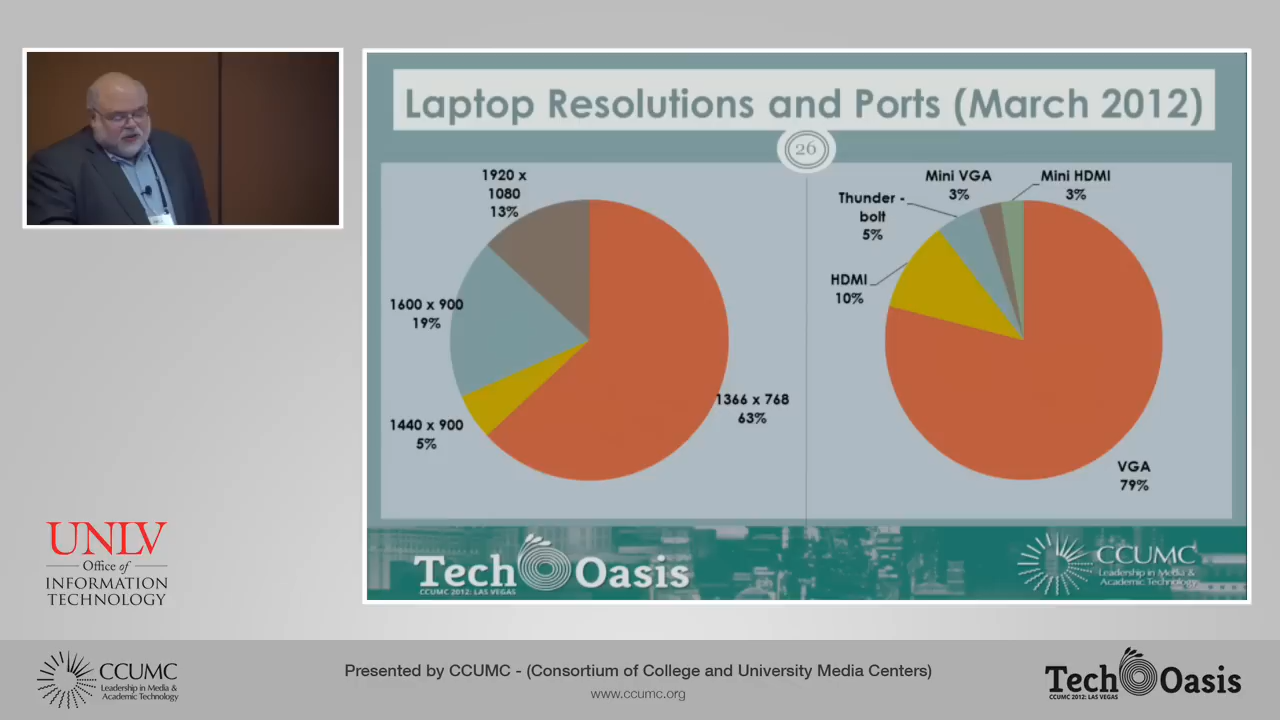 Laptop Resolutions and Ports (March 2012)
26
1920 x
1080
13%
1600 x 900
19%
1440 x 900
5%
1366 x 768
63%
Mini VGA
3%
Mini HDMI
3%
Thunder -
bolt
5%
HDMI
10%
VGA
79%
Tech Oasis
CCUMC 2012: LAS VEGAS
CCUMC
Leadership in Media &
Academic Technology
UNLV
Office of
INFORMATION
TECHNOLOGY
CCUMC
Leadership in Media &
Academic Technology
Presented by CCUMC - (Consortium of College and University Media Centers)
www.ccumc.org
Tech Oasis
CCUMC 2012: LAS VEGAS